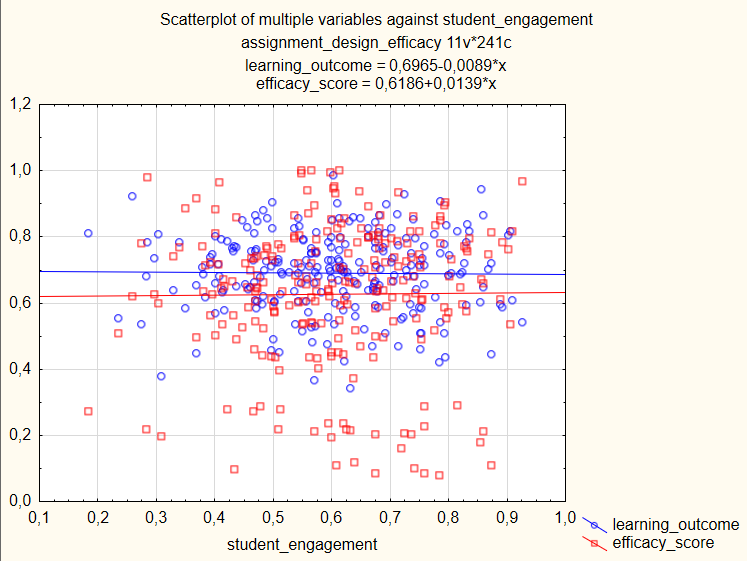 Scatterplot of multiple variables against student_engagement
assignment_design_efficacy 11v*241c
learning_outcome = 0,6965-0,0089*x
efficacy_score = 0,6186+0,0139*x
1,2
1,0
0,8
0,6
0,4
0,2
0,0
0,1 0,2 0,3 0,4 0,5 0,6 0,7 0,8 0,9 1,0
student_engagement
learning_outcome
efficacy_score